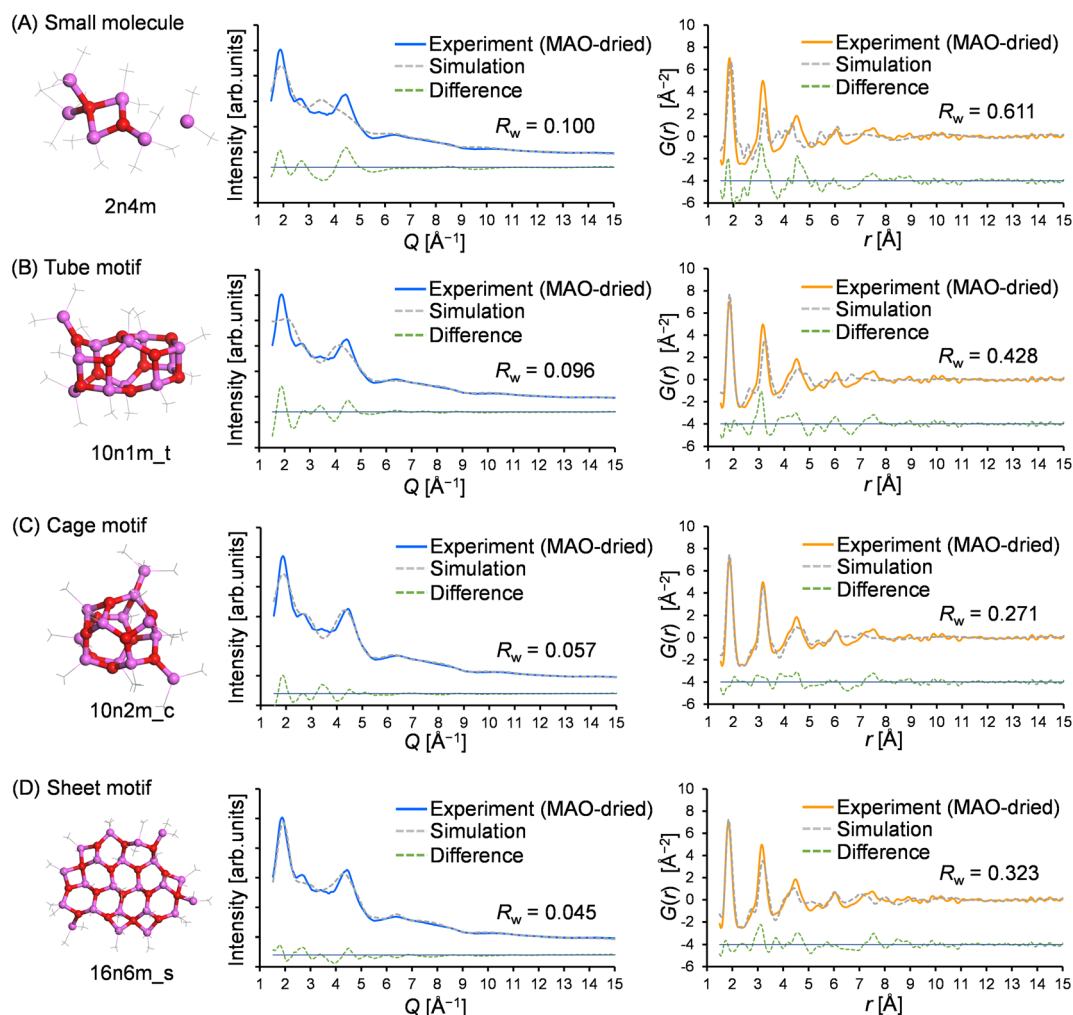 (A) Small molecule
2n4m
Intensity [arb.units]
Experiment (MAO-dried)
Simulation
Difference
Rw = 0.100
1 2 3 4 5 6 7 8 9 10 11 12 13 14 15
Q [Å−1]
G(r) [Å-2]
10
8
6
4
2
0
-2
-4
-6
Experiment (MAO-dried)
Simulation
Difference
Rw = 0.611
1 2 3 4 5 6 7 8 9 10 11 12 13 14 15
r [Å]
(B) Tube motif
10n1m_t
Intensity [arb.units]
Experiment (MAO-dried)
Simulation
Difference
Rw = 0.096
1 2 3 4 5 6 7 8 9 10 11 12 13 14 15
Q [Å−1]
G(r) [Å-2]
10
8
6
4
2
0
-2
-4
-6
Experiment (MAO-dried)
Simulation
Difference
Rw = 0.428
1 2 3 4 5 6 7 8 9 10 11 12 13 14 15
r [Å]
(C) Cage motif
10n2m_c
Intensity [arb.units]
Experiment (MAO-dried)
Simulation
Difference
Rw = 0.057
1 2 3 4 5 6 7 8 9 10 11 12 13 14 15
Q [Å−1]
G(r) [Å-2]
10
8
6
4
2
0
-2
-4
-6
Experiment (MAO-dried)
Simulation
Difference
Rw = 0.271
1 2 3 4 5 6 7 8 9 10 11 12 13 14 15
r [Å]
(D) Sheet motif
16n6m_s
Intensity [arb.units]
Experiment (MAO-dried)
Simulation
Difference
Rw = 0.045
1 2 3 4 5 6 7 8 9 10 11 12 13 14 15
Q [Å−1]
G(r) [Å-2]
10
8
6
4
2
0
-2
-4
-6
Experiment (MAO-dried)
Simulation
Difference
Rw = 0.323
1 2 3 4 5 6 7 8 9 10 11 12 13 14 15
r [Å]